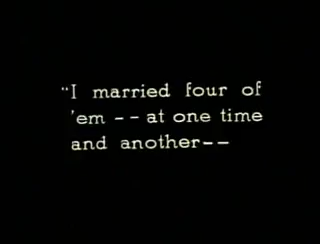 "I married four of
'em -- at one time
and another--